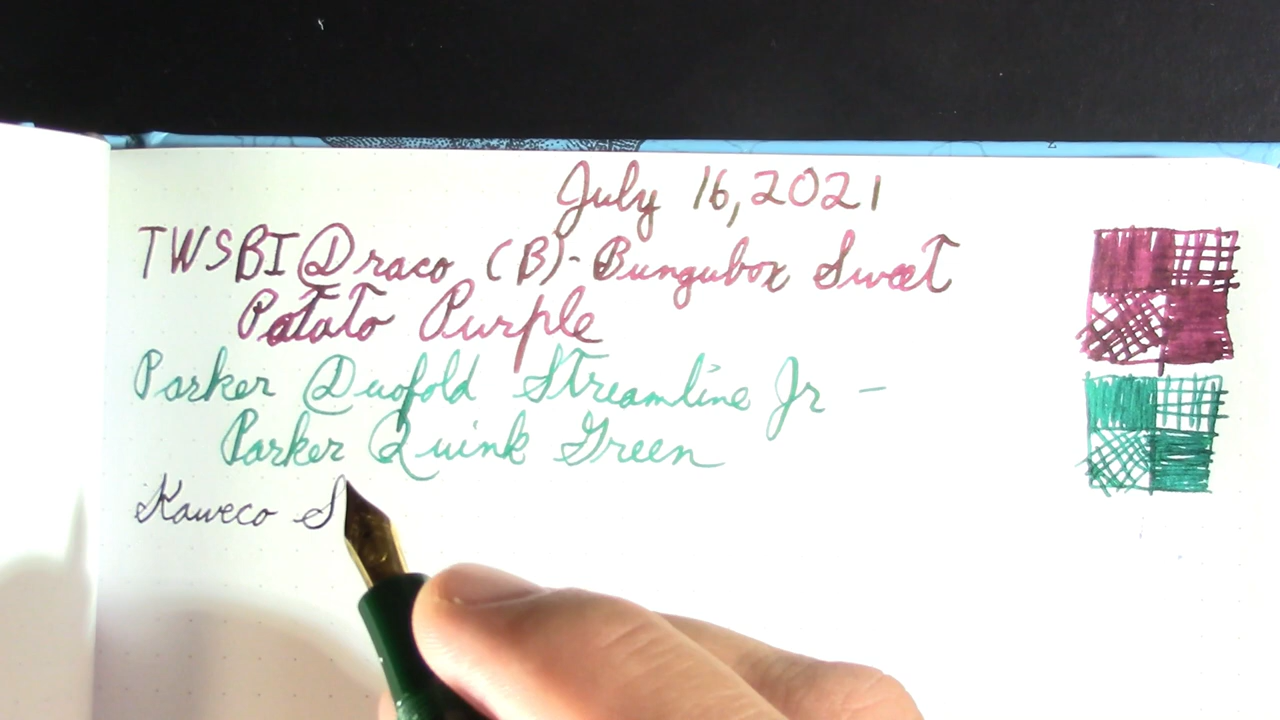 July 16, 2021
TWSBI Draco (B) - Bungubox Sweet
Potato Purple
Parker Duofold Streamline Jr -
Parker Quink Green
Kaweco S